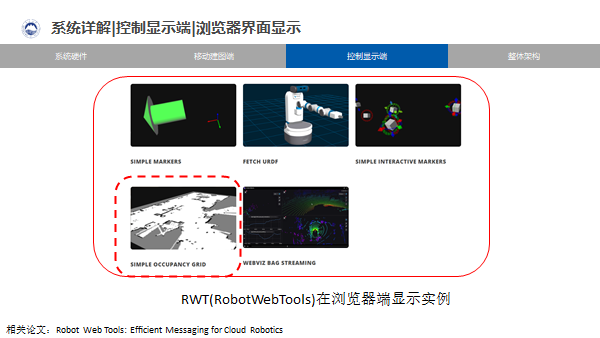 系统详解|控制显示端|浏览器界面显示
系统硬件 移动建图端 控制显示端 整体架构
SIMPLE MARKERS FETCH URDF SIMPLE INTERACTIVE MARKERS
SIMPLE OCCUPANCY GRID WEBVIZ BAG STREAMING
RWT(RobotWebTools)在浏览器端显示实例
相关论文：Robot Web Tools: Efficient Messaging for Cloud Robotics